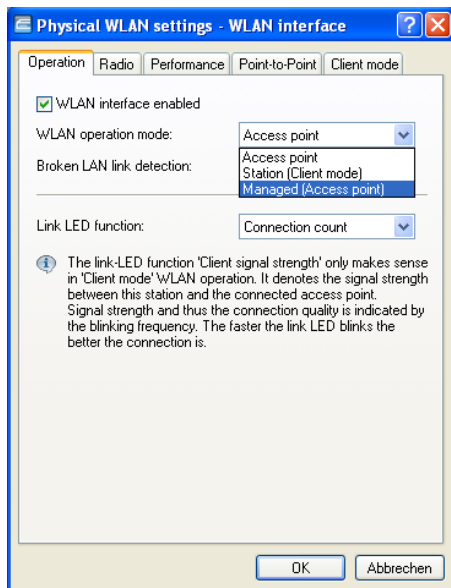 Physical WLAN settings - WLAN interface
Operation Radio Performance Point-to-Point Client mode
WLAN interface enabled
WLAN operation mode: Access point
Access point
Broken LAN link detection:
Station (Client mode)
Managed (Access point)
Link LED function: Connection count
The link-LED function 'Client signal strength' only makes sense
in 'Client mode' WLAN operation. It denotes the signal strength
between this station and the connected access point.
Signal strength and thus the connection quality is indicated by
the blinking frequency. The faster the link LED blinks the
better the connection is.
OK Abbrechen